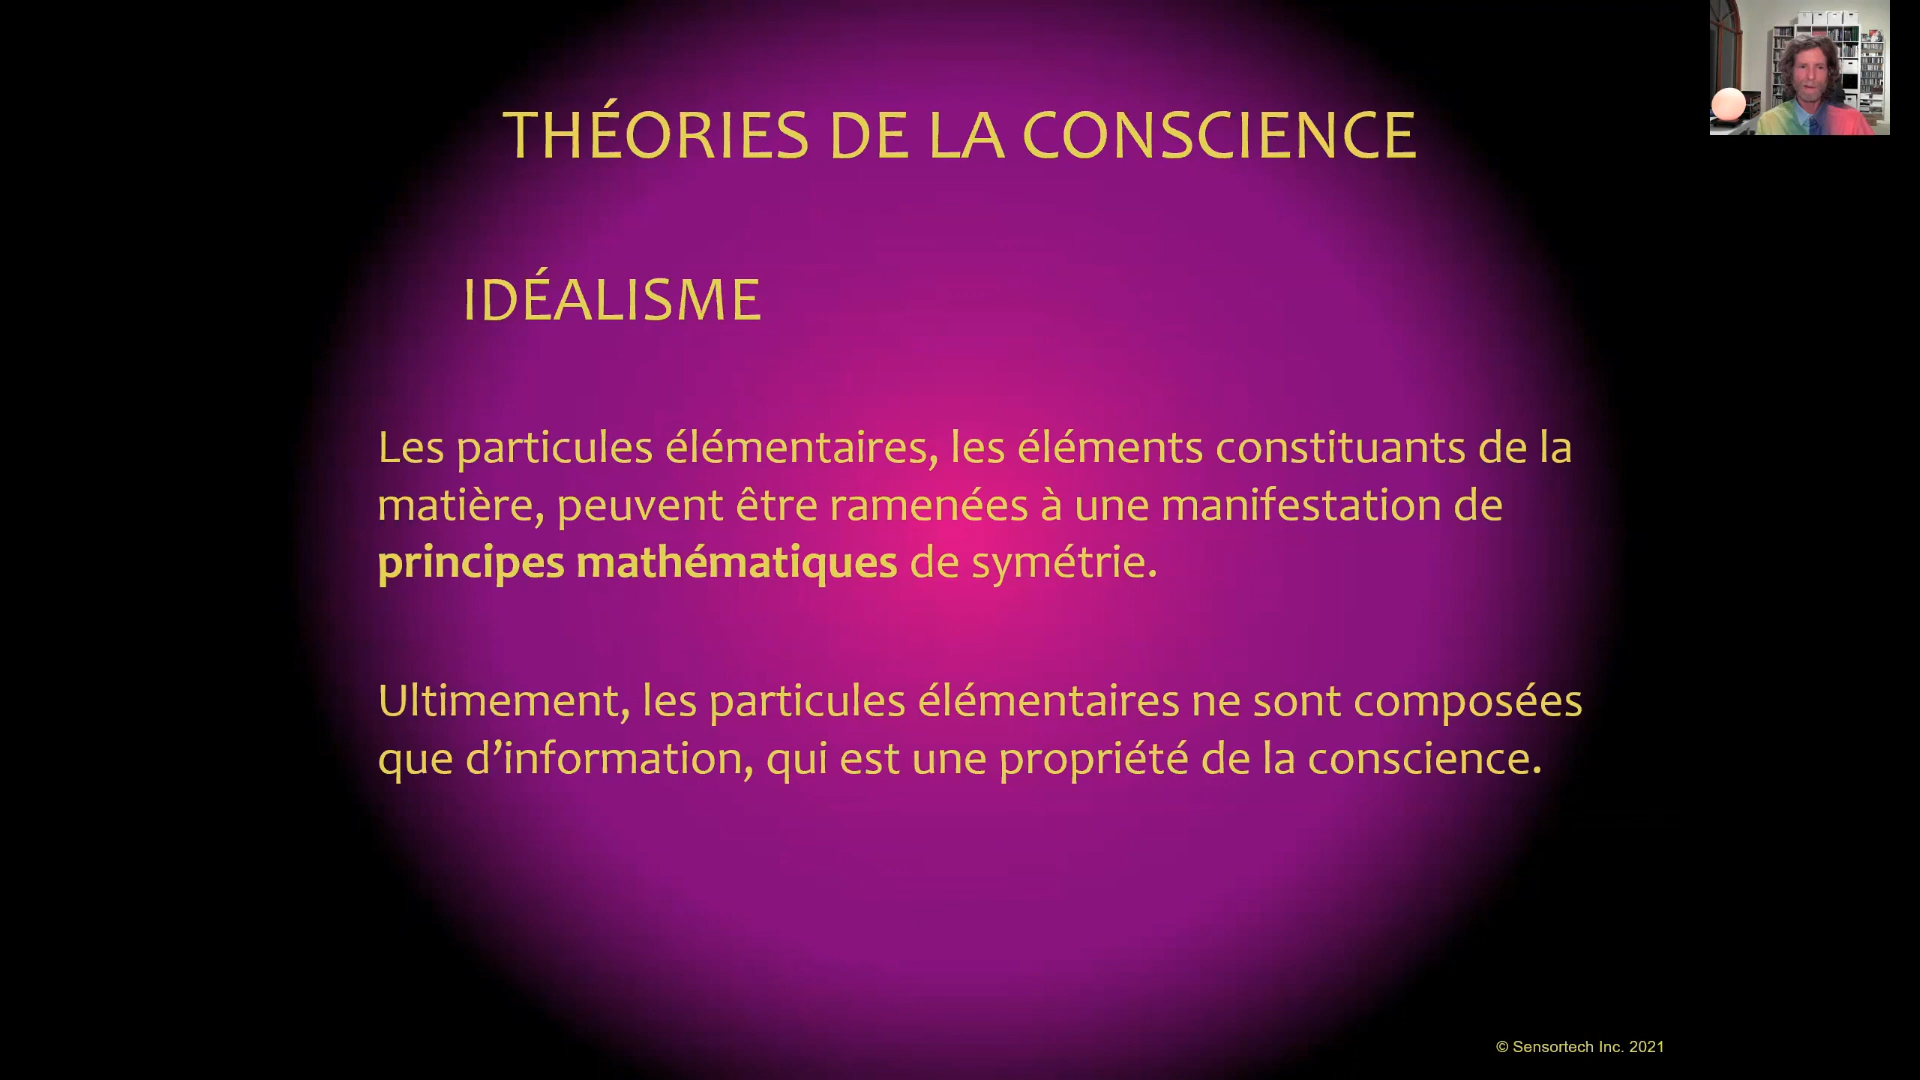 THÉORIES DE LA CONSCIENCE
IDÉALISME
Les particules élémentaires, les éléments constituants de la
matière, peuvent être ramenées à une manifestation de
principes mathématiques de symétrie.
Ultimement, les particules élémentaires ne sont composées
que d’information, qui est une propriété de la conscience.
© Sensortech Inc. 2021